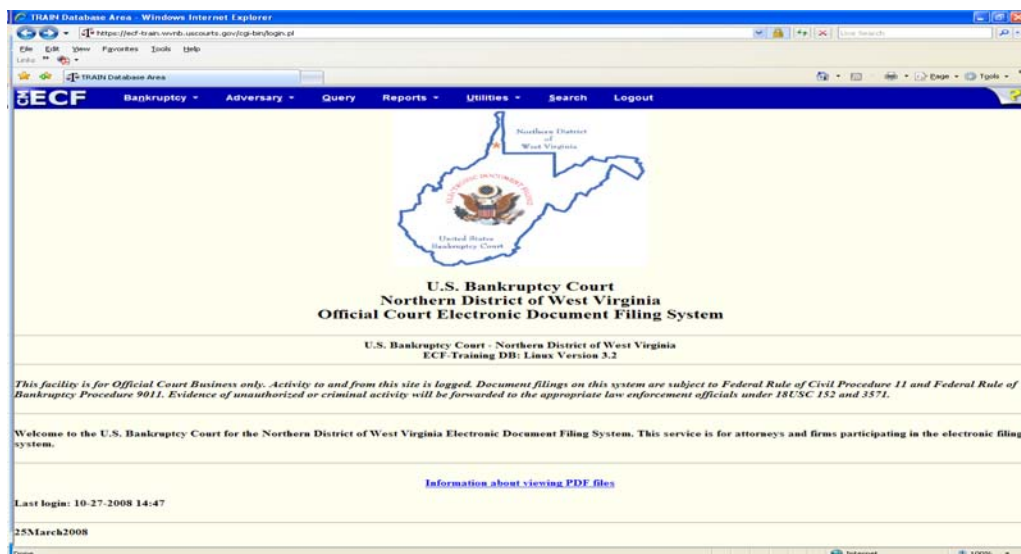 TRAIN Database Area - Windows Internet Explorer
https://ecf-train.wvnb.uscourts.gov/cgi-bin/login.pl
Live Search
File Edit View Favorites Tools Help
Links
TRAIN Database Area
Page Tools
CM ECF Bankruptcy Adversary Query Reports Utilities Search Logout
Northern District
of
West Virginia
ELECTRONIC DOCUMENT FILING
United States
Bankruptcy Court
U.S. Bankruptcy Court
Northern District of West Virginia
Official Court Electronic Document Filing System
U.S. Bankruptcy Court - Northern District of West Virginia
ECF-Training DB: Linux Version 3.2
This facility is for Official Court Business only. Activity to and from this site is logged. Document filings on this system are subject to Federal Rule of Civil Procedure 11 and Federal Rule of
Bankruptcy Procedure 9011. Evidence of unauthorized or criminal activity will be forwarded to the appropriate law enforcement officials under 18USC 152 and 3571.
Welcome to the U.S. Bankruptcy Court for the Northern District of West Virginia Electronic Document Filing System. This service is for attorneys and firms participating in the electronic filing
system.
Information about viewing PDF files
Last login: 10-27-2008 14:47
25March2008
Done
Internet
100%